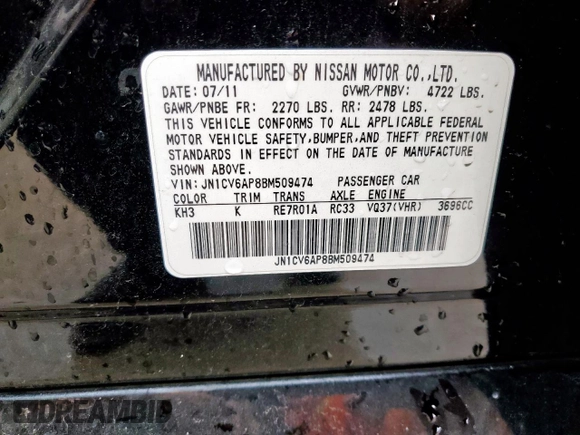 MANUFACTURED BY NISSAN MOTOR CO.,LTD.
DATE: 07/11 GVWR/PNBV: 4722 LBS.
GAWR/PNBE FR: 2270 LBS. RR: 2478 LBS.
THIS VEHICLE CONFORMS TO ALL APPLICABLE FEDERAL
MOTOR VEHICLE SAFETY,BUMPER,AND THEFT PREVENTION
STANDARDS IN EFFECT ON THE DATE OF MANUFACTURE
SHOWN ABOVE.
VIN: JN1CV6AP8BM509474 PASSENGER CAR
COLOR TRIM TRANS AXLE ENGINE
KH3 K RE7R01A RC33 VQ37(VHR) 3696CC
JN1CV6AP8BM509474
IDREAMBID